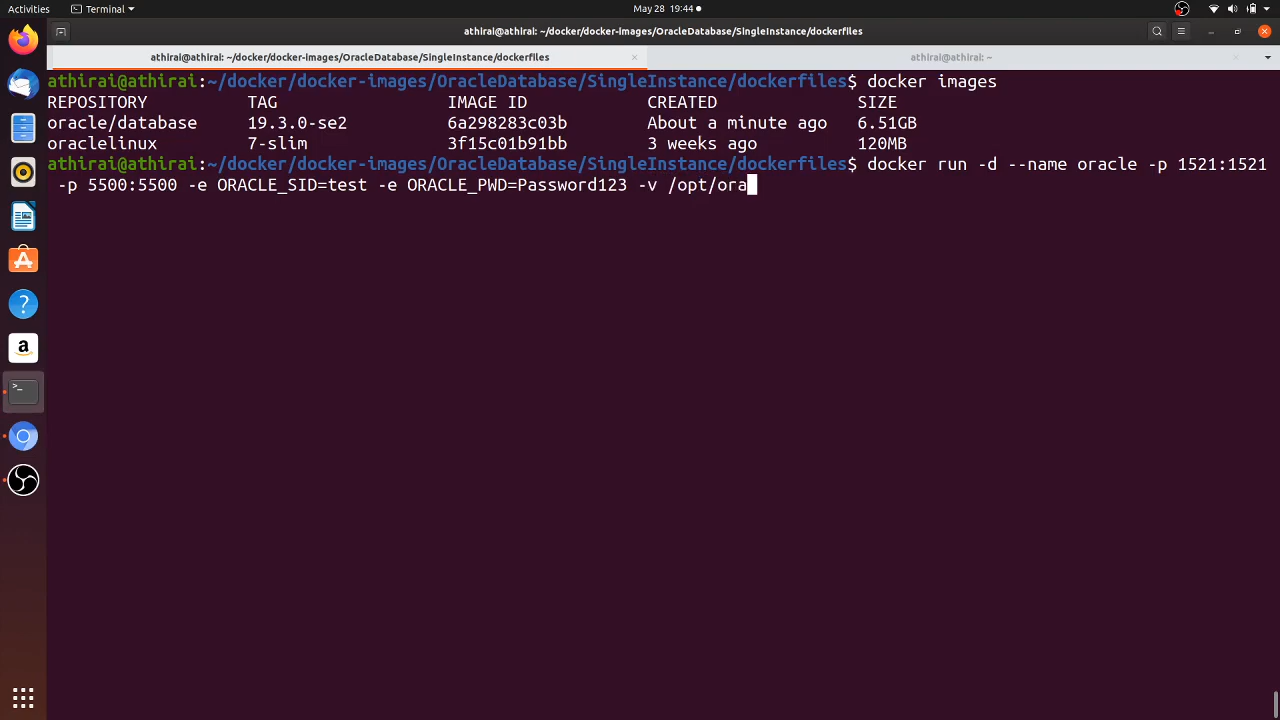 Activities
Terminal
May 28 19:44
athirai@athirai: ~/docker/docker-images/OracleDatabase/SingleInstance/dockerfiles
athirai@athirai: ~/docker/docker-images/OracleDatabase/SingleInstance/dockerfiles
athirai@athirai: ~
athirai@athirai:~/docker/docker-images/OracleDatabase/SingleInstance/dockerfiles$ docker images
REPOSITORY TAG IMAGE ID CREATED SIZE
oracle/database 19.3.0-se2 6a298283c03b About a minute ago 6.51GB
oraclelinux 7-slim 3f15c01b91bb 3 weeks ago 120MB
athirai@athirai:~/docker/docker-images/OracleDatabase/SingleInstance/dockerfiles$ docker run -d --name oracle -p 1521:1521
-p 5500:5500 -e ORACLE_SID=test -e ORACLE_PWD=Password123 -v /opt/ora